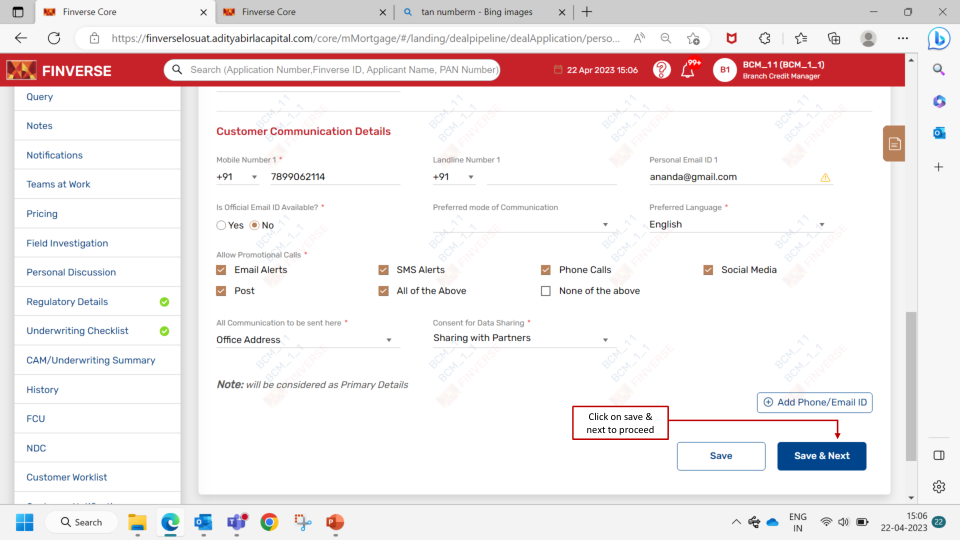 Finverse Core
Finverse Core
tan numberm - Bing images
https://finverselosuat.adityabirlacapital.com/core/mMortgage/#/landing/dealpipeline/dealApplication/perso...
FINVERSE
Search (Application Number,Finverse ID, Applicant Name, PAN Number)
22 Apr 2023 15:06
99+
B1
BCM_1 1 (BCM_1_1)
Branch Credit Manager
Query
Notes
Notifications
Teams at Work
Pricing
Field Investigation
Personal Discussion
Regulatory Details
Underwriting Checklist
CAM/Underwriting Summary
History
FCU
NDC
Customer Worklist
Customer Communication Details
Mobile Number 1 *
+91 7899062114
Landline Number 1
+91
Personal Email ID 1
ananda@gmail.com
Is Official Email ID Available? *
Yes No
Preferred mode of Communication
Preferred Language *
English
Allow Promotional Calls *
Email Alerts SMS Alerts Phone Calls Social Media
Post All of the Above None of the above
All Communication to be sent here *
Office Address
Consent for Data Sharing *
Sharing with Partners
Note: will be considered as Primary Details
Add Phone/Email ID
Click on save &
next to proceed
Save
Save & Next
Search
ENG
IN
15:06
22-04-2023
22